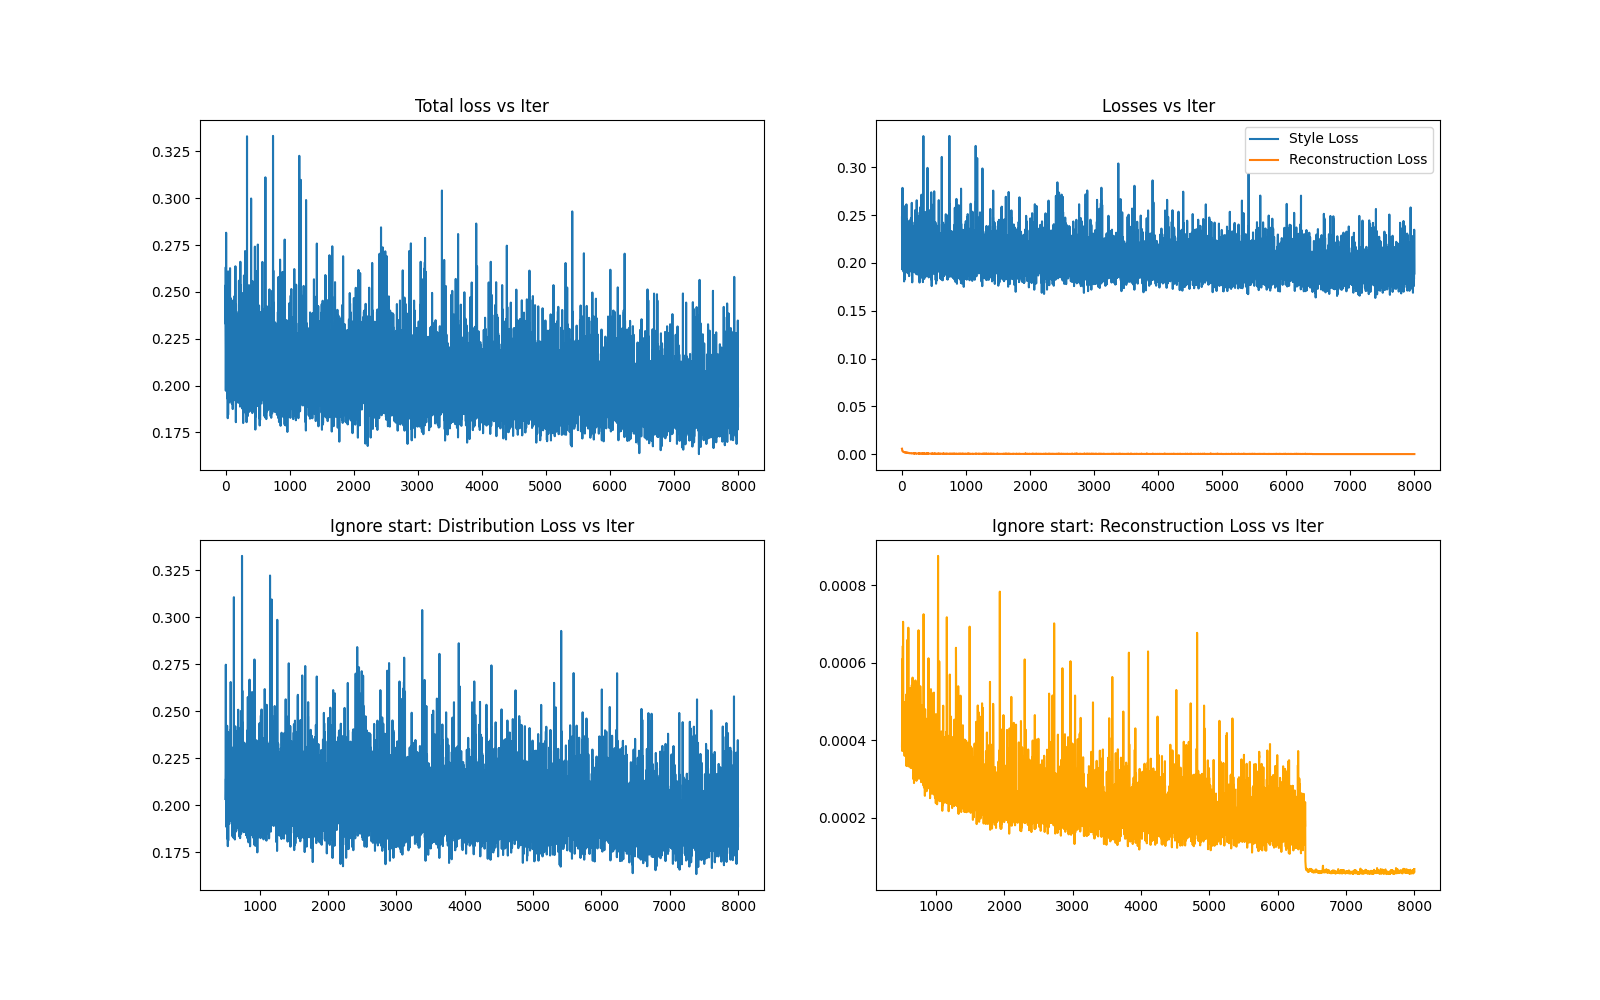 Total loss vs Iter
0.325
0.300
0.275
0.250
0.225
0.200
0.175
0 1000 2000 3000 4000 5000 6000 7000 8000
Losses vs Iter
Style Loss
Reconstruction Loss
0.30
0.25
0.20
0.15
0.10
0.05
0.00
0 1000 2000 3000 4000 5000 6000 7000 8000
Ignore start: Distribution Loss vs Iter
0.325
0.300
0.275
0.250
0.225
0.200
0.175
1000 2000 3000 4000 5000 6000 7000 8000
Ignore start: Reconstruction Loss vs Iter
0.0008
0.0006
0.0004
0.0002
1000 2000 3000 4000 5000 6000 7000 8000